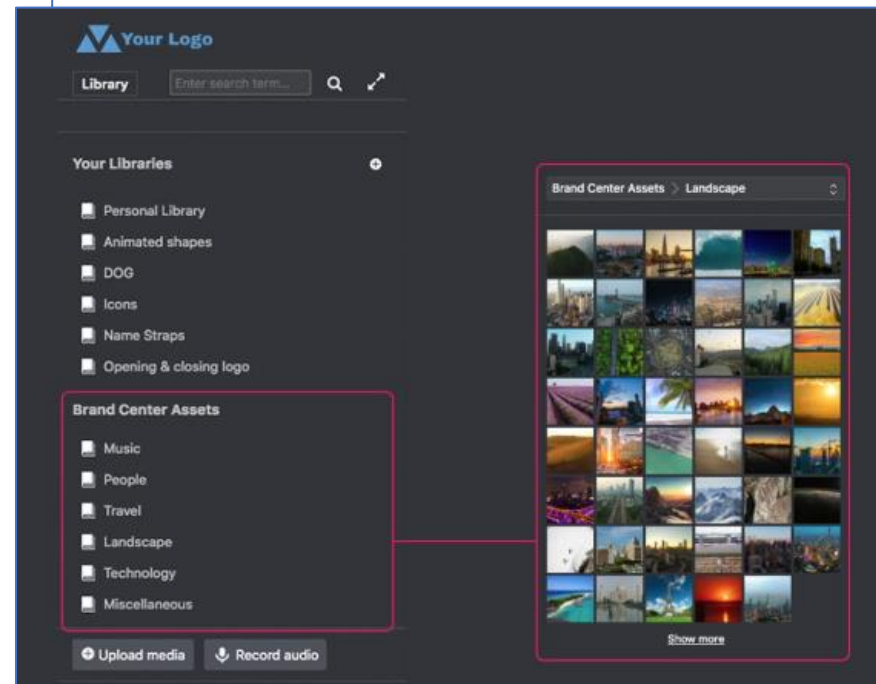 Your Logo
Library
Enter search term...
Your Libraries
Personal Library
Animated shapes
DOG
Icons
Name Straps
Opening & closing logo
Brand Center Assets
Music
People
Travel
Landscape
Technology
Miscellaneous
Upload media
Record audio
Brand Center Assets > Landscape
Show more